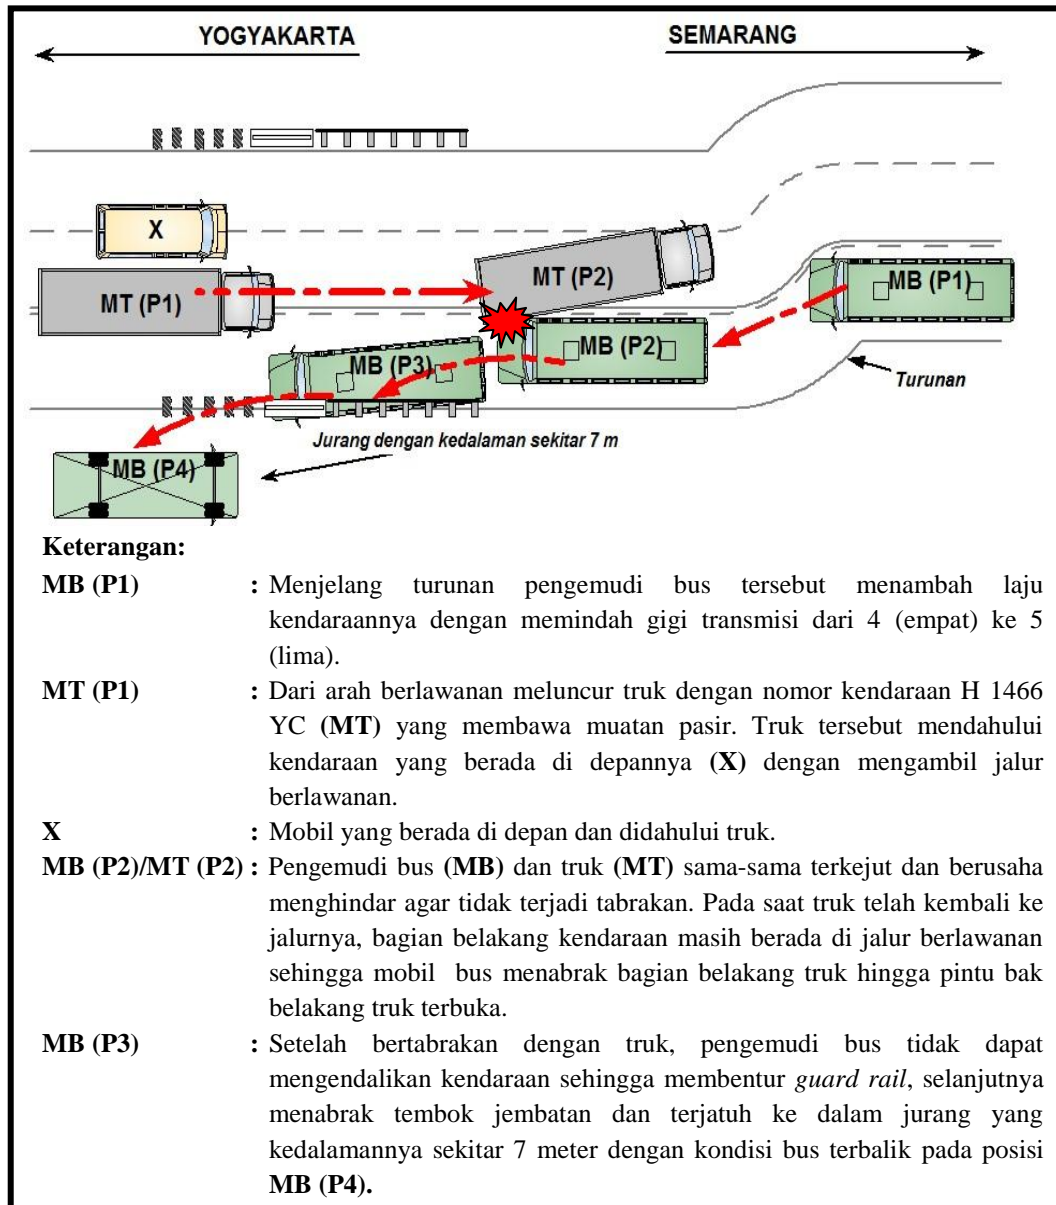 YOGYAKARTA SEMARANG
X
MT (P1)
MT (P2)
MB (P1)
MB (P2)
MB (P3)
Turunan
Jurang dengan kedalaman sekitar 7 m
MB (P4)
Keterangan:
MB (P1) : Menjelang turunan pengemudi bus tersebut menambah laju
kendaraannya dengan memindah gigi transmisi dari 4 (empat) ke 5
(lima).
MT (P1) : Dari arah berlawanan meluncur truk dengan nomor kendaraan H 1466
YC (MT) yang membawa muatan pasir. Truk tersebut mendahului
kendaraan yang berada di depannya (X) dengan mengambil jalur
berlawanan.
X : Mobil yang berada di depan dan didahului truk.
MB (P2)/MT (P2) : Pengemudi bus (MB) dan truk (MT) sama-sama terkejut dan berusaha
menghindar agar tidak terjadi tabrakan. Pada saat truk telah kembali ke
jalurnya, bagian belakang kendaraan masih berada di jalur berlawanan
sehingga mobil bus menabrak bagian belakang truk hingga pintu bak
belakang truk terbuka.
MB (P3) : Setelah bertabrakan dengan truk, pengemudi bus tidak dapat
mengendalikan kendaraan sehingga membentur guard rail, selanjutnya
menabrak tembok jembatan dan terjatuh ke dalam jurang yang
kedalamannya sekitar 7 meter dengan kondisi bus terbalik pada posisi
MB (P4).